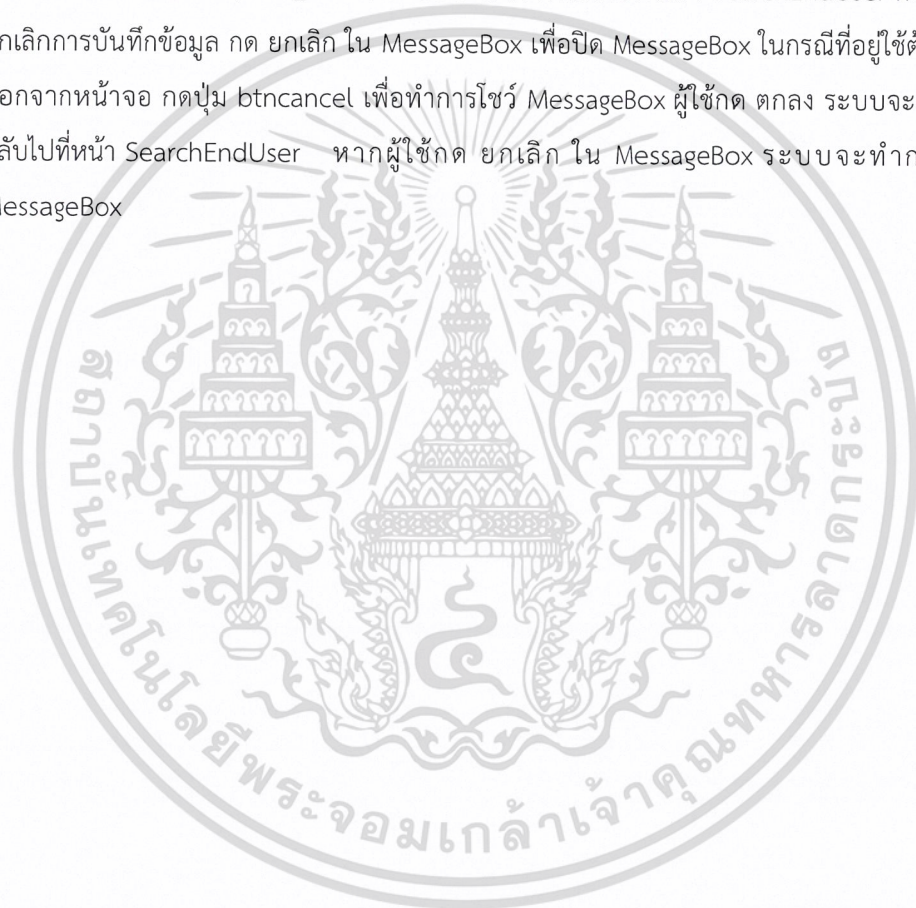 กเลิกการบันทึกข้อมูล กด ยกเลิก ใน MessageBox เพื่อปิด MessageBox ในกรณีที่อยู่ใช้ต้
อกจากหน้าจอ กดปุ่ม btncancel เพื่อทำการโชว์ MessageBox ผู้ใช้กด ตกลง ระบบจะ
ลับไปที่หน้า SearchEndUser หากผู้ใช้กด ยกเลิก ใน MessageBox ระบบจะทำก
MessageBox
สถาบันเทคโนโลยีพระจอมเกล้าเจ้าคุณทหารลาดกระบัง